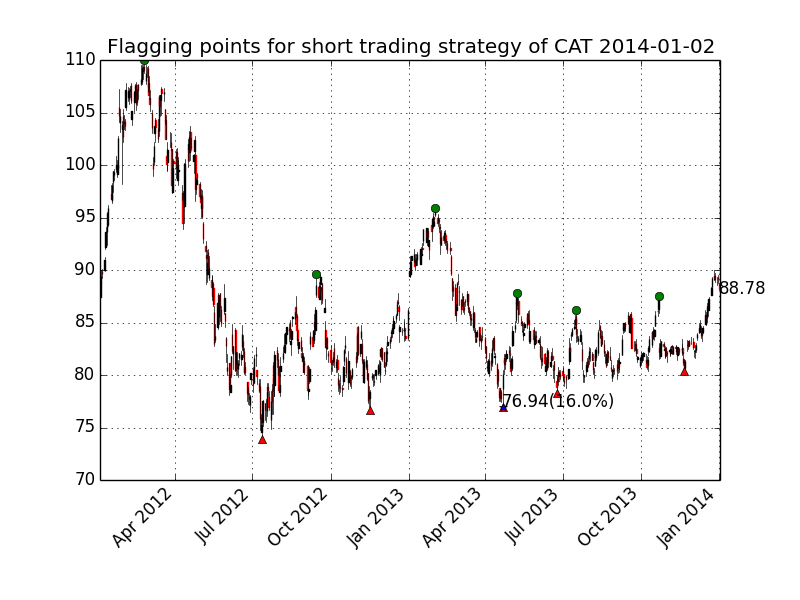 Flagging points for short trading strategy of CAT 2014-01-02
110
105
100
95
90
88.78
85
80
76.94(16.0%)
75
70
Apr 2012
Jul 2012
Oct 2012
Jan 2013
Apr 2013
Jul 2013
Oct 2013
Jan 2014